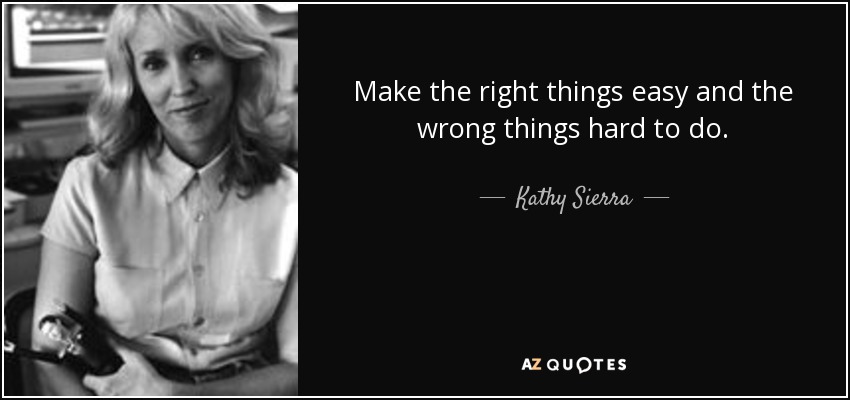 Make the right things easy and the
wrong things hard to do.
Kathy Sierra
AZ QUOTES